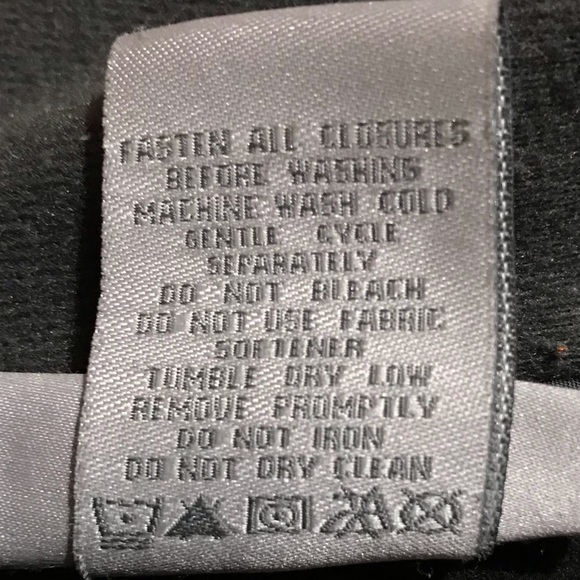 FASTEN ALL CLOSURES
BEFORE WASHING
MACHINE WASH COLD
GENTLE CYCLE
SEPARATELY
DO NOT BLEACH
DO NOT USE FABRIC
SOFTENER
TUMBLE DRY LOW
REMOVE PROMPTLY
DO NOT IRON
DO NOT DRY CLEAN